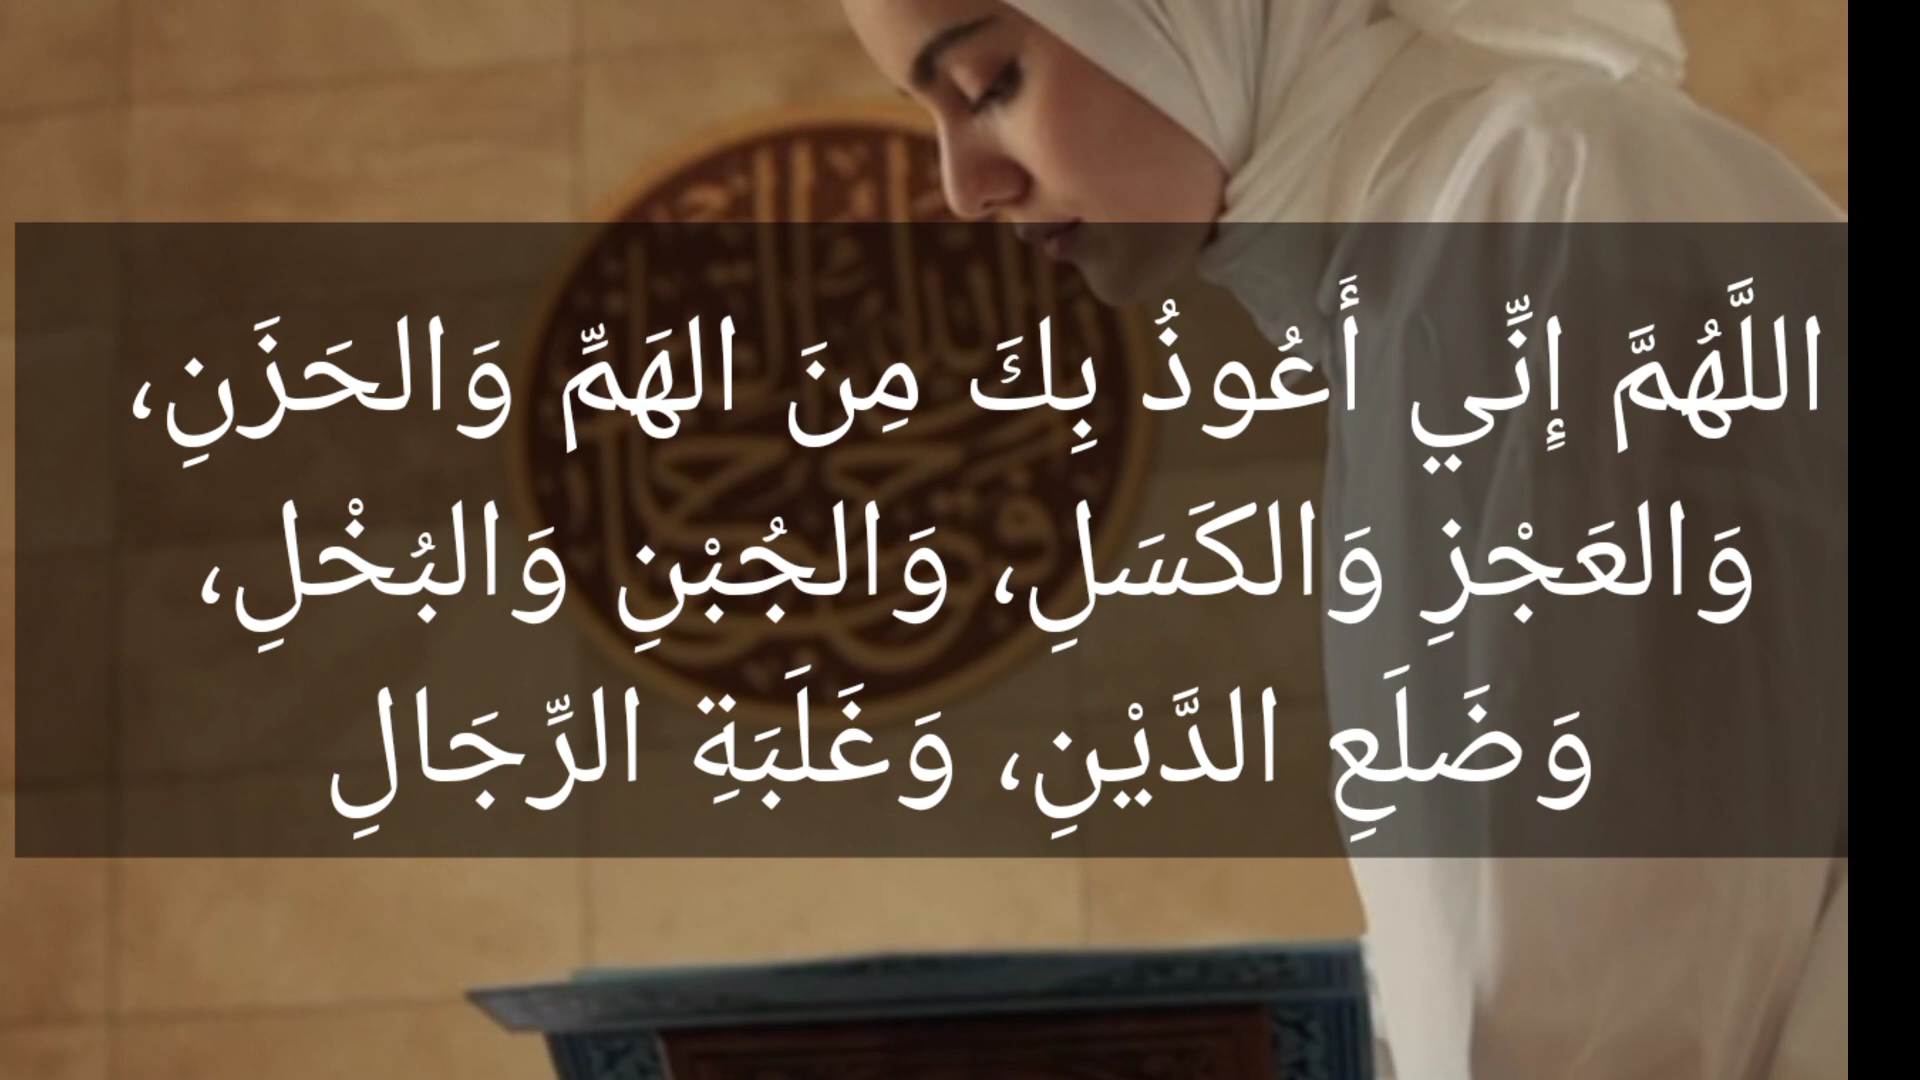 اللَّهُمَّ إِنِّي أَعُوذُ بِكَ مِنَ الهَمِّ وَالحَزَنِ،
وَالعَجْزِ وَالكَسَلِ، وَالجُبْنِ وَالبُخْلِ،
وَضَلَعِ الدَّيْنِ، وَغَلَبَةِ الرِّجَالِ